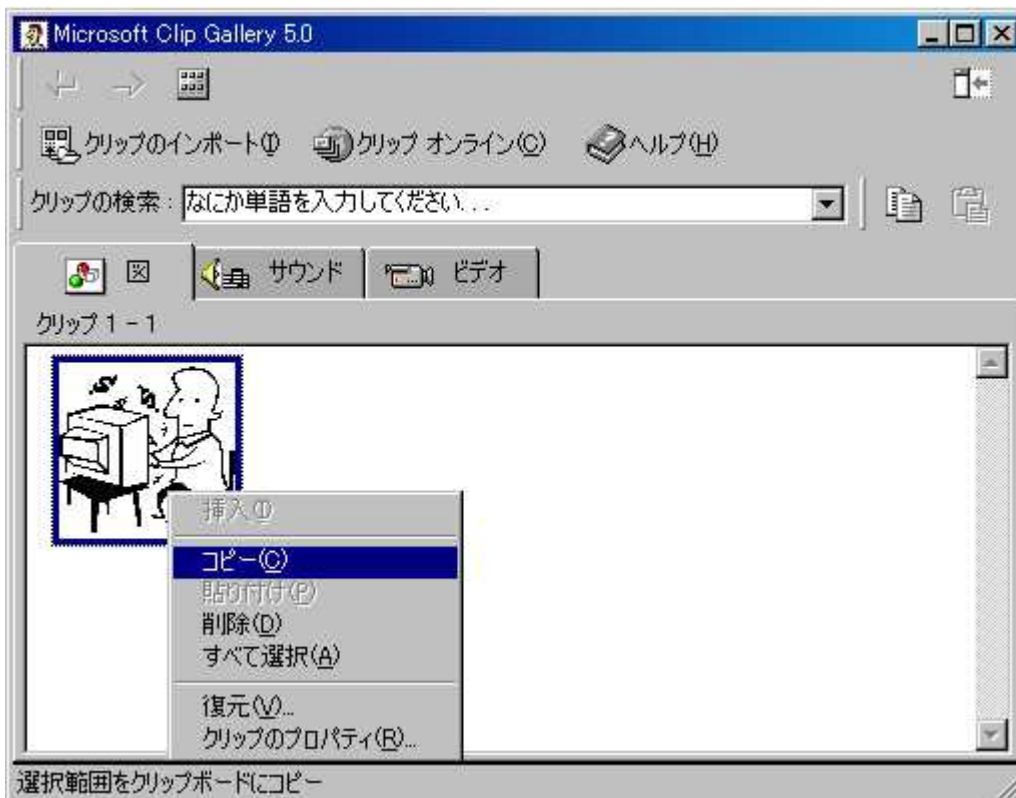 Microsoft Clip Gallery 5.0
クリップのインポート(I) クリップ オンライン(C) ヘルプ(H)
クリップの検索 : なにか単語を入力してください...
図 サウンド ビデオ
クリップ 1 - 1
挿入(I)
コピー(C)
貼り付け(P)
削除(D)
すべて選択(A)
復元(V)...
クリップのプロパティ(R)...
選択範囲をクリップボードにコピー